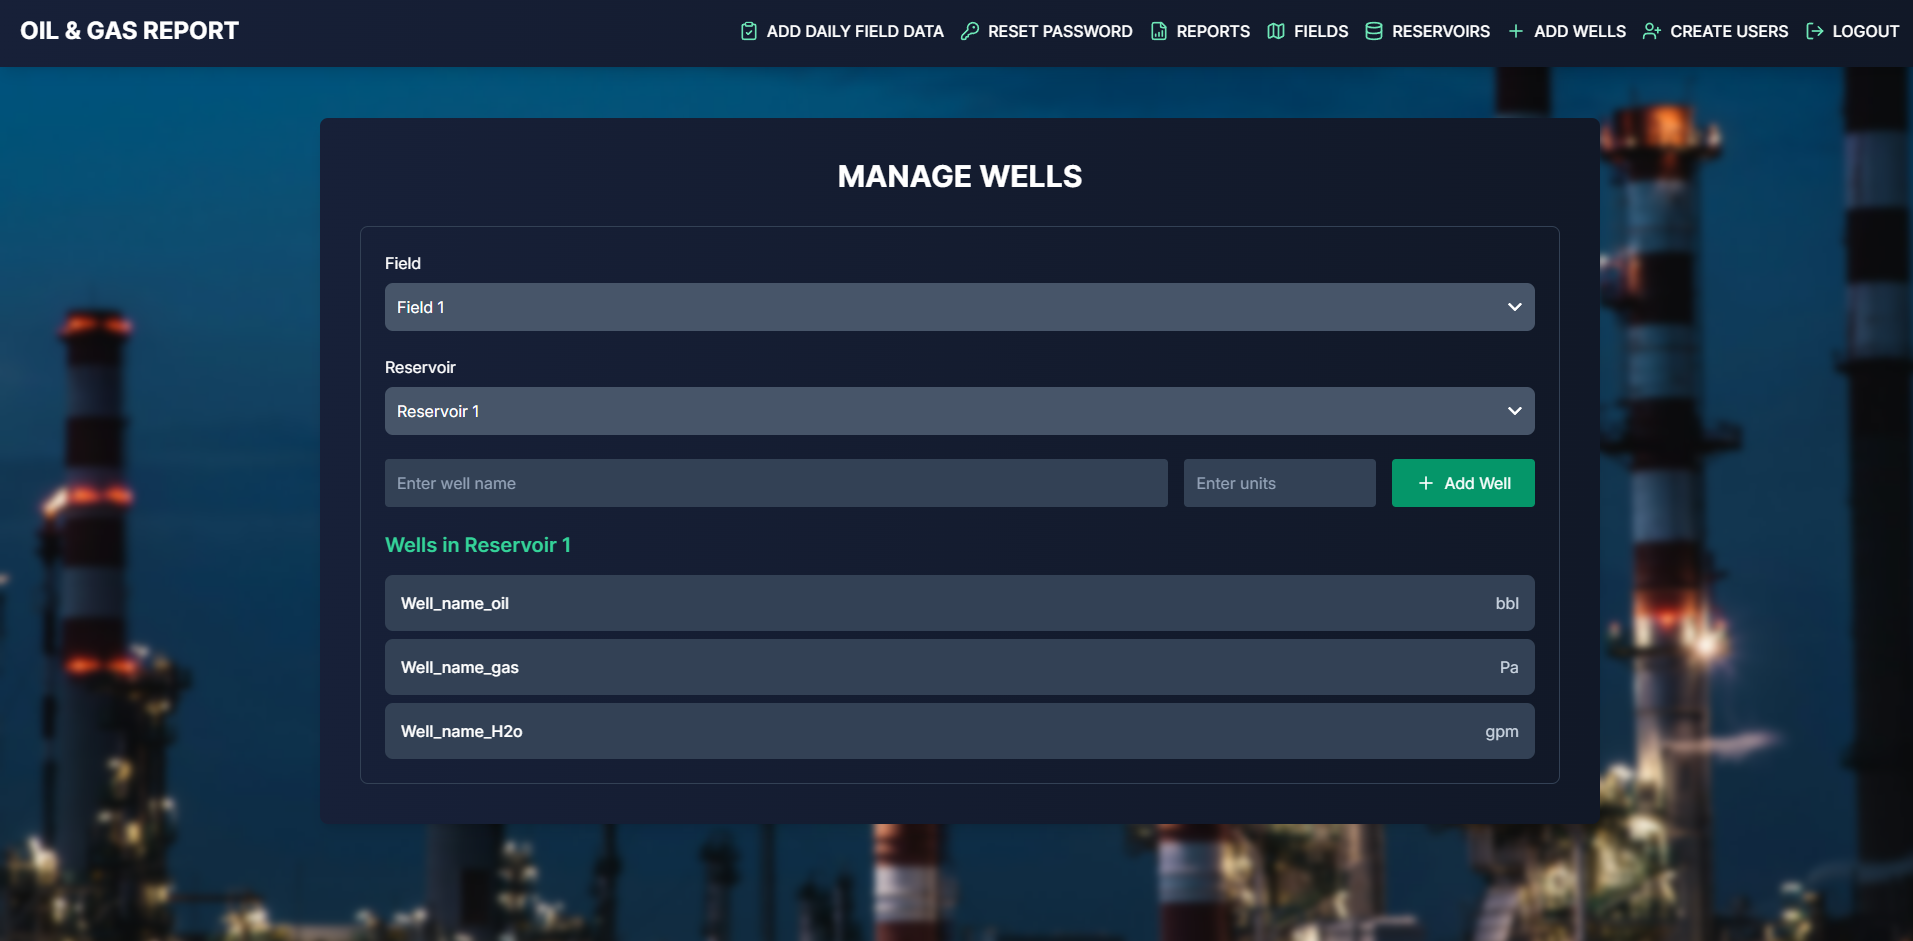 OIL & GAS REPORT
ADD DAILY FIELD DATA RESET PASSWORD REPORTS FIELDS RESERVOIRS ADD WELLS CREATE USERS LOGOUT
MANAGE WELLS
Field
Field 1
Reservoir
Reservoir 1
Enter well name Enter units Add Well
Wells in Reservoir 1
Well_name_oil bbl
Well_name_gas Pa
Well_name_H2o gpm